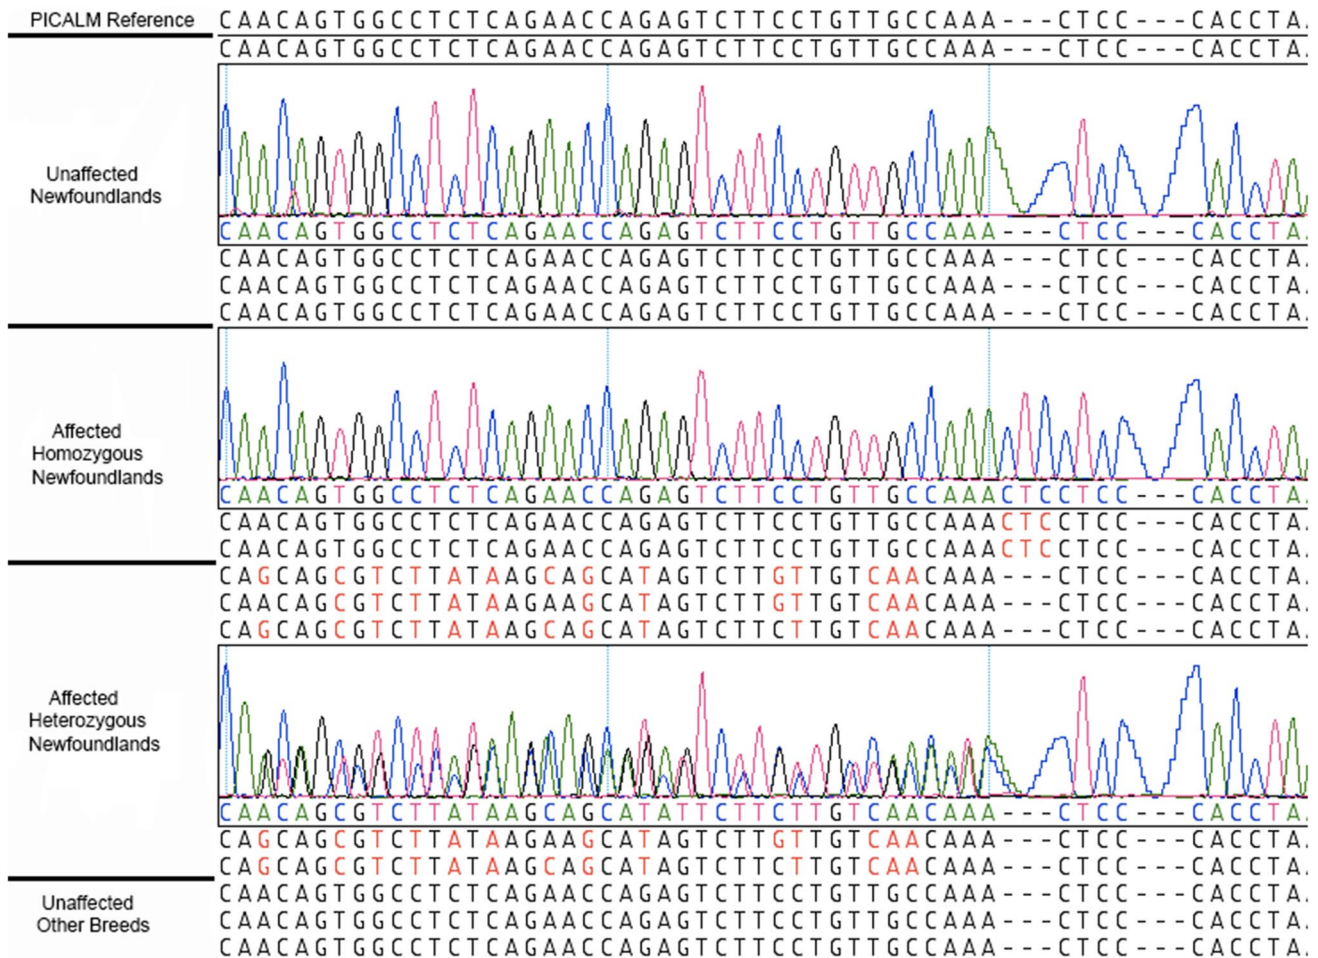 PICALM Reference
CAACAGTGGCCTCTCAGAACCAGAGTCTTCCTGTTGCCAAA---CTCC---CACCTA.
CAACAGTGGCCTCTCAGAACCAGAGTCTTCCTGTTGCCAAA---CTCC---CACCTA.
Unaffected
Newfoundlands
CAACAGTGGCCTCTCAGAACCAGAGTCTTCCTGTTGCCAAA---CTCC---CACCTA.
CAACAGTGGCCTCTCAGAACCAGAGTCTTCCTGTTGCCAAA---CTCC---CACCTA.
CAACAGTGGCCTCTCAGAACCAGAGTCTTCCTGTTGCCAAA---CTCC---CACCTA.
CAACAGTGGCCTCTCAGAACCAGAGTCTTCCTGTTGCCAAA---CTCC---CACCTA.
Affected
Homozygous
Newfoundlands
CAACAGTGGCCTCTCAGAACCAGAGTCTTCCTGTTGCCAAACTCCTCC---CACCTA.
CAACAGTGGCCTCTCAGAACCAGAGTCTTCCTGTTGCCAAACTCCTCC---CACCTA.
CAACAGTGGCCTCTCAGAACCAGAGTCTTCCTGTTGCCAAACTCCTCC---CACCTA.
CAGCAGCGTCTTATAAGCAGCATAGTCTTGTTGTCAACAAA---CTCC---CACCTA.
CAACAGCGTCTTATAAGAAGCATAGTCTTGTTGTCAACAAA---CTCC---CACCTA.
CAGCAGCGTCTTATAAGCAGCATAGTCTTCTTGTCAACAAA---CTCC---CACCTA.
Affected
Heterozygous
Newfoundlands
CAACAGCGTCTTATAAGCAGCATATTCTTCTTGTCAACAAA---CTCC---CACCTA.
CAGCAGCGTCTTATAAGAAGCATAGTCTTGTTGTCAACAAA---CTCC---CACCTA.
CAGCAGCGTCTTATAAGCAGCATAGTCTTCTTGTCAACAAA---CTCC---CACCTA.
Unaffected
Other Breeds
CAACAGTGGCCTCTCAGAACCAGAGTCTTCCTGTTGCCAAA---CTCC---CACCTA.
CAACAGTGGCCTCTCAGAACCAGAGTCTTCCTGTTGCCAAA---CTCC---CACCTA.
CAACAGTGGCCTCTCAGAACCAGAGTCTTCCTGTTGCCAAA---CTCC---CACCTA.